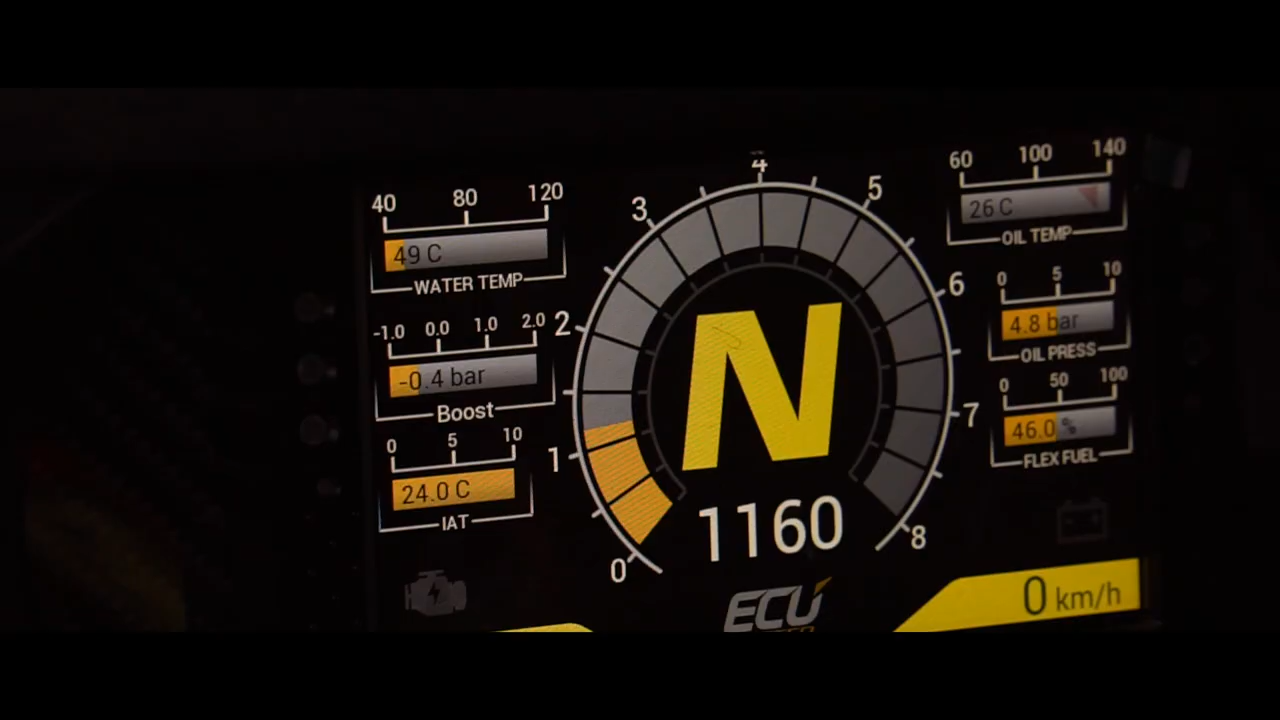 40 80 120
49 C
WATER TEMP
-1.0 0.0 1.0 2.0
-0.4 bar
Boost
0 5 10
24.0 C
IAT
0 1 2 3 4 5 6 7 8
N
1160
ECU
60 100 140
26 C
OIL TEMP
0 5 10
4.8 bar
OIL PRESS
0 50 100
46.0 %
FLEX FUEL
0 km/h